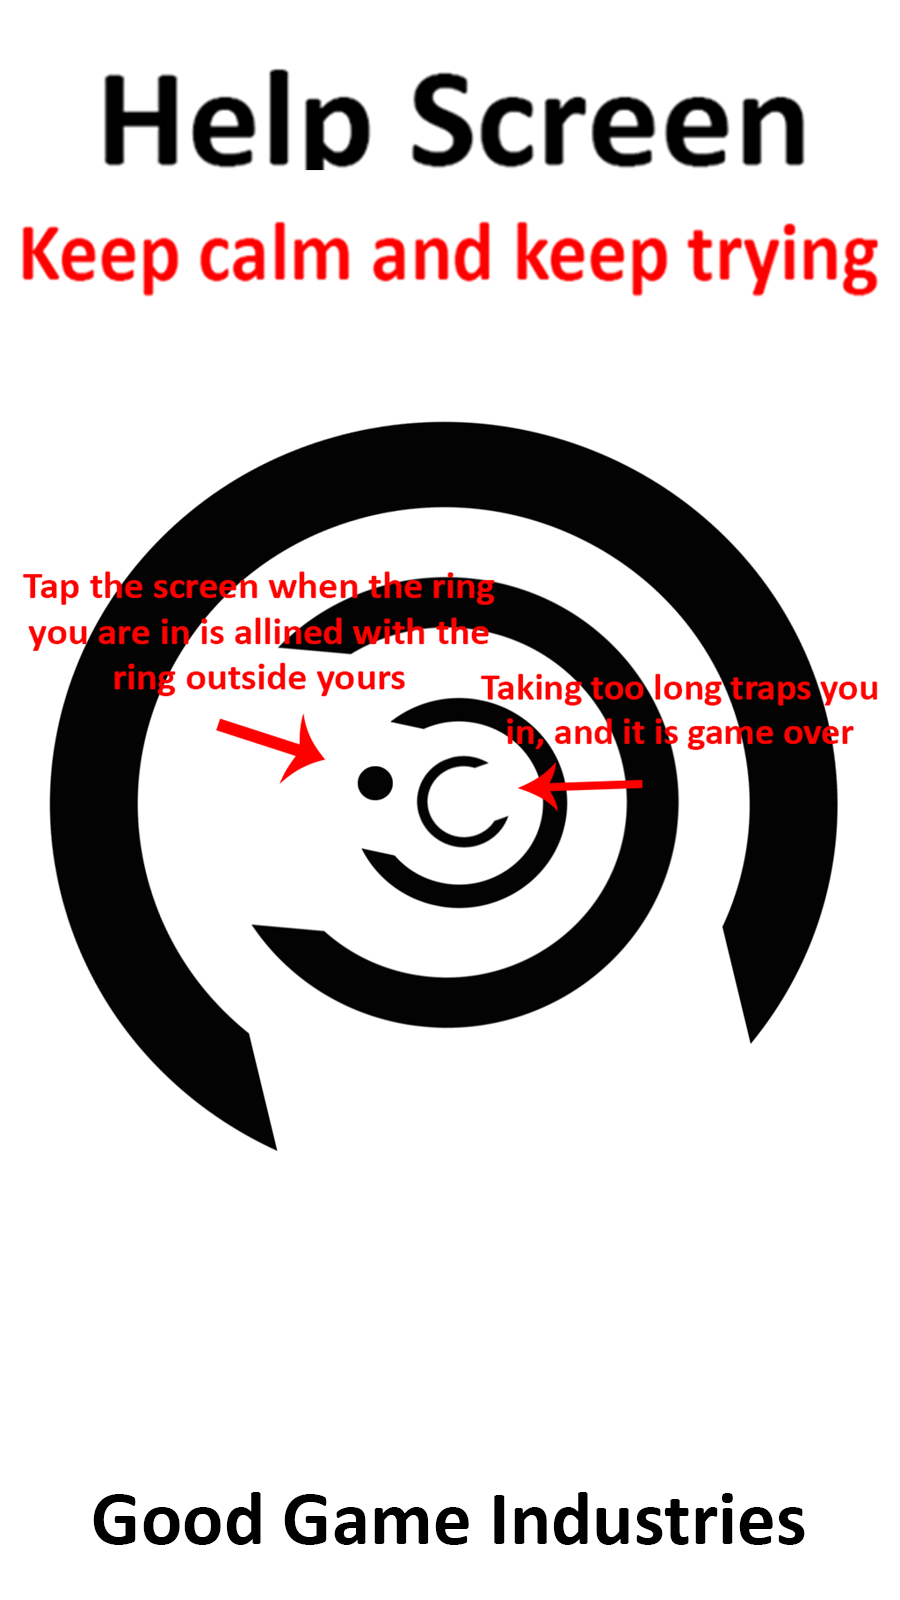 Help Screen
Keep calm and keep trying
Tap the screen when the ring
you are in is allined with the
ring outside yours
Taking too long traps you
in, and it is game over
Good Game Industries